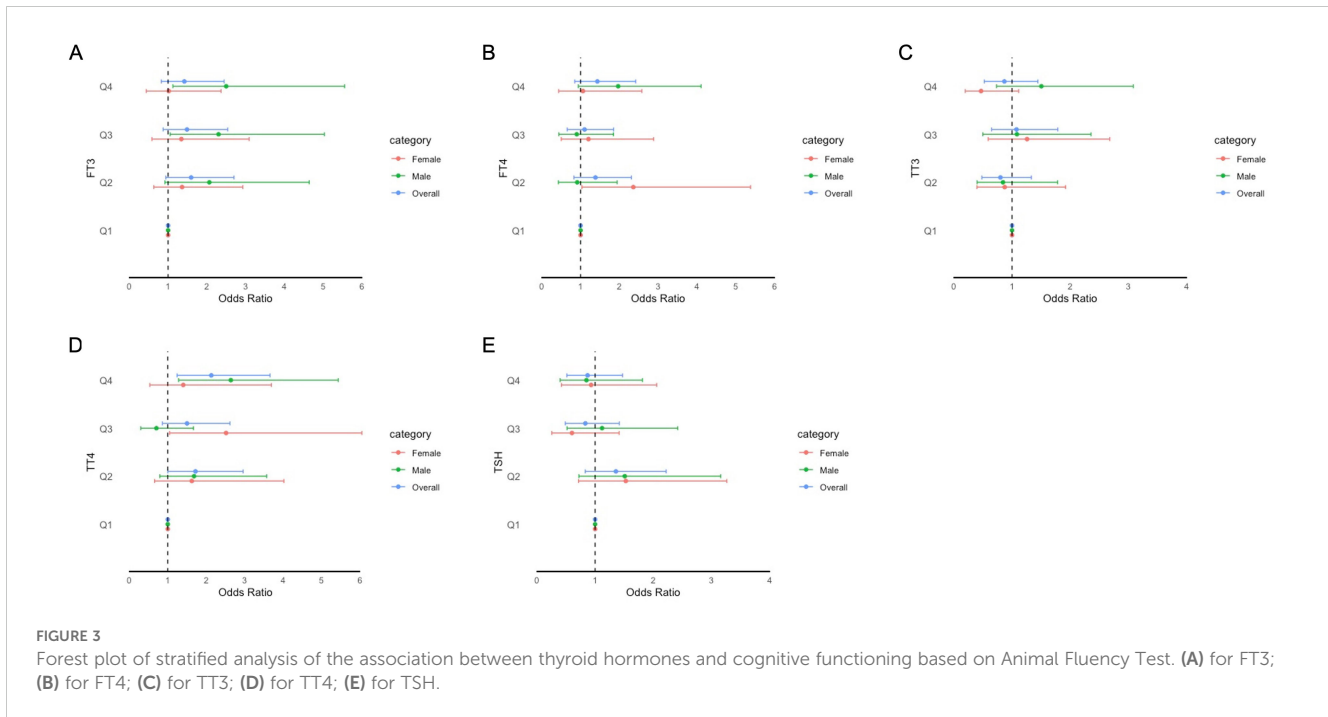 A
FT3
Q4
Q3
Q2
Q1
0 1 2 3 4 5 6
Odds Ratio
category
Female
Male
Overall
B
FT4
Q4
Q3
Q2
Q1
0 1 2 3 4 5 6
Odds Ratio
category
Female
Male
Overall
C
TT3
Q4
Q3
Q2
Q1
0 1 2 3 4
Odds Ratio
category
Female
Male
Overall
D
TT4
Q4
Q3
Q2
Q1
0 1 2 3 4 5 6
Odds Ratio
category
Female
Male
Overall
E
TSH
Q4
Q3
Q2
Q1
0 1 2 3 4
Odds Ratio
category
Female
Male
Overall
FIGURE 3
Forest plot of stratified analysis of the association between thyroid hormones and cognitive functioning based on Animal Fluency Test. (A) for FT3;
(B) for FT4; (C) for TT3; (D) for TT4; (E) for TSH.